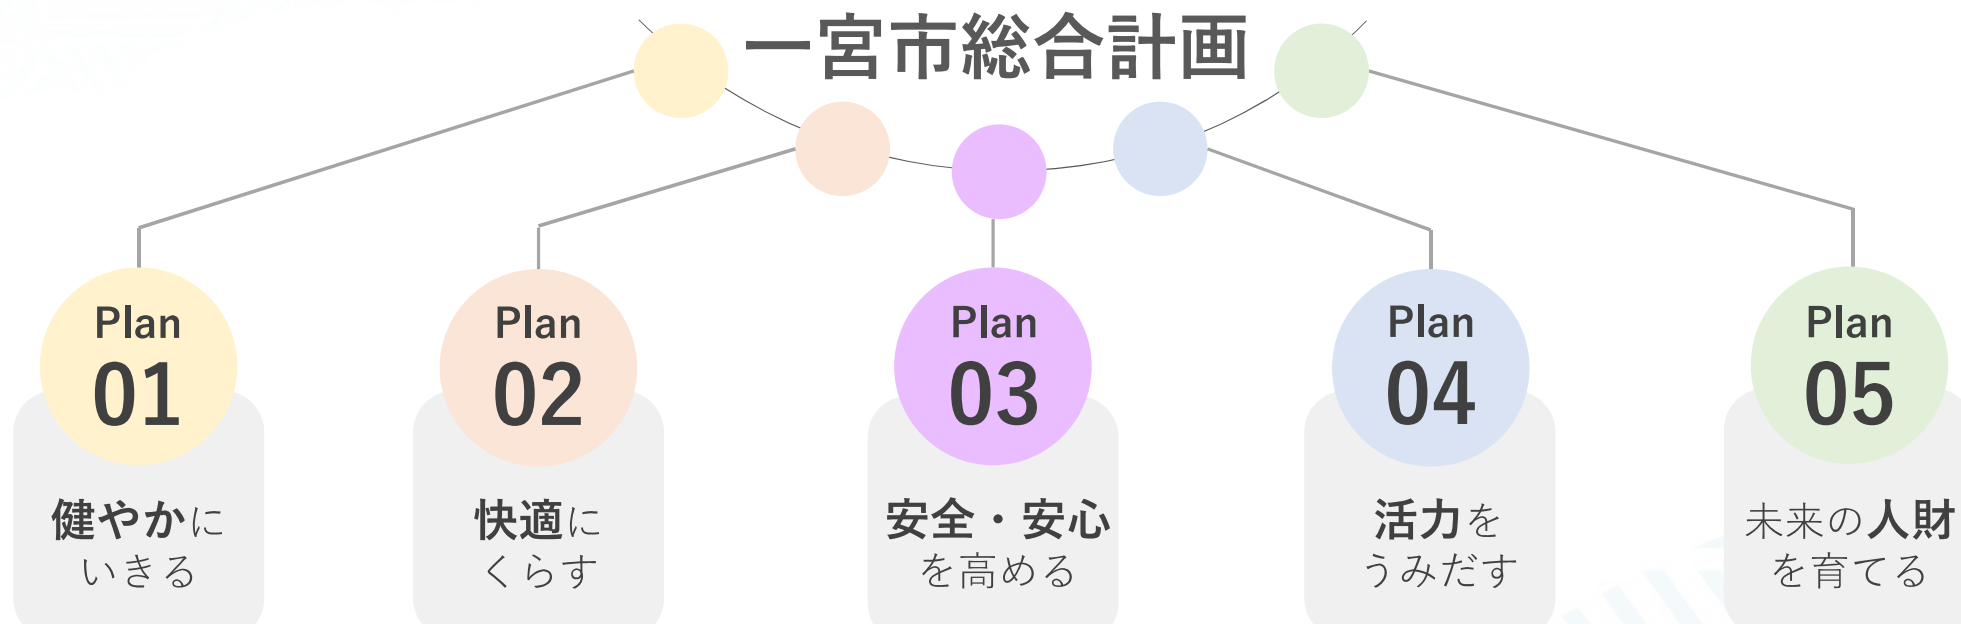 一宮市総合計画
Plan
01
健やかに
いきる
Plan
02
快適に
くらす
Plan
03
安全・安心
を高める
Plan
04
活力を
うみだす
Plan
05
未来の人財
を育てる